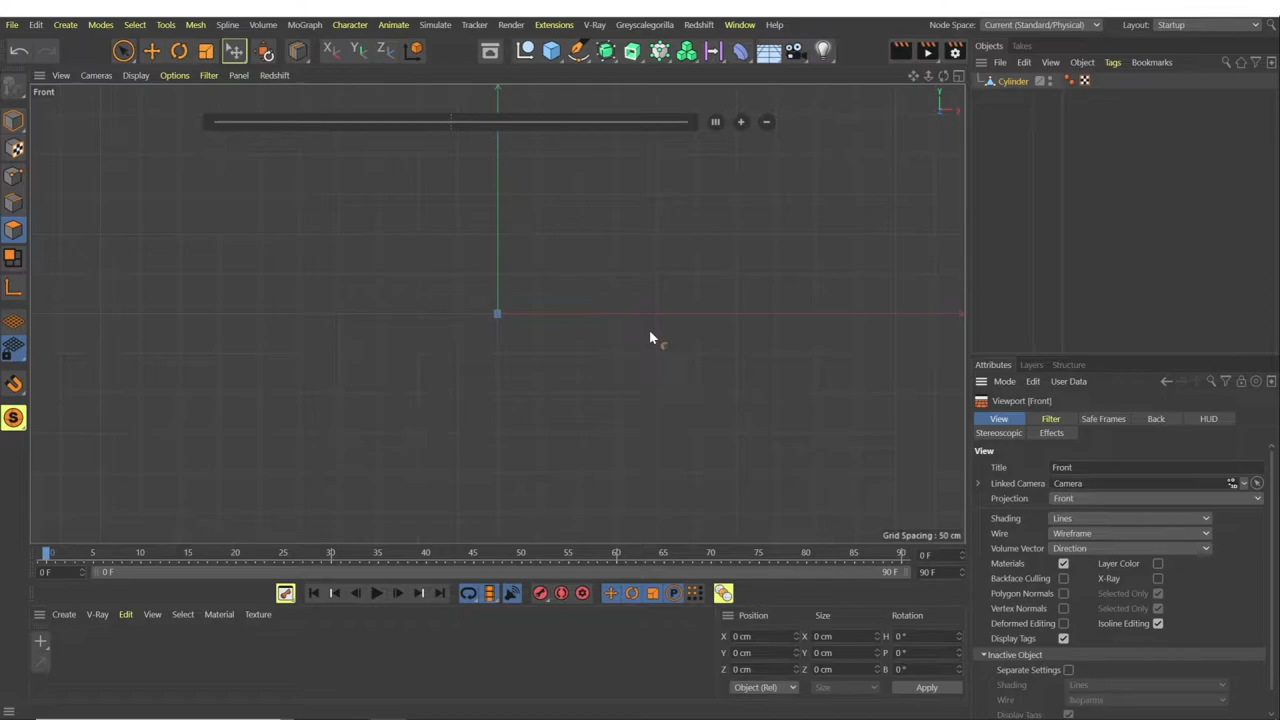 File Edit Create Modes Select Tools Mesh Spline Volume MoGraph Character Animate Simulate Tracker Render Extensions V-Ray Greyscalegorilla Redshift Window Help Node Space: Current (Standard/Physical) Layout: Startup
Objects Takes
File Edit View Object Tags Bookmarks
View Cameras Display Options Filter Panel Redshift
Cylinder
Front
Y
X
Z
Attributes Layers Structure
Mode Edit User Data
Viewport [Front]
View Filter Safe Frames Back HUD
Stereoscopic Effects
View
Title Front
Linked Camera Camera
Projection Front
Shading Lines
Wire Wireframe
Volume Vector Direction
Materials Layer Color
Backface Culling X-Ray
Polygon Normals Selected Only
Vertex Normals Selected Only
Deformed Editing Isoline Editing
Display Tags
Inactive Object
Separate Settings
Shading Lines
Wire Isoparms
Display Tags
Grid Spacing : 50 cm
0 5 10 15 20 25 30 35 40 45 50 55 60 65 70 75 80 85 90 0 F
0 F 0 F 90 F 90 F
Create V-Ray Edit View Select Material Texture
Position Size Rotation
X 0 cm X 0 cm H 0 °
Y 0 cm Y 0 cm P 0 °
Z 0 cm Z 0 cm B 0 °
Object (Rel) Size Apply